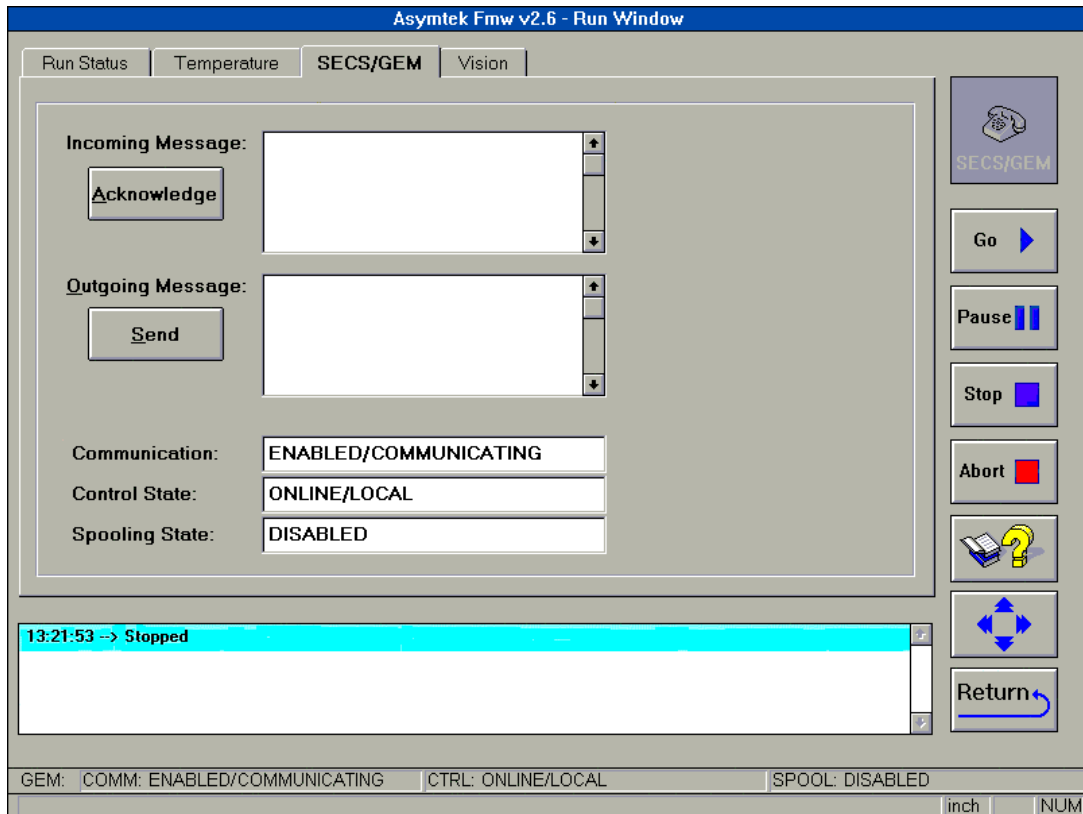 Asymtek Fmw v2.6 - Run Window
Run Status
Temperature
SECS/GEM
Vision
SECS/GEM
Incoming Message:
Acknowledge
Go
Outgoing Message:
Pause
Send
Stop
Communication:
ENABLED/COMMUNICATING
Abort
Control State:
ONLINE/LOCAL
Spooling State:
DISABLED
13:21:53 --> Stopped
Return
GEM: COMM: ENABLED/COMMUNICATING CTRL: ONLINE/LOCAL SPOOL: DISABLED
inch NUM